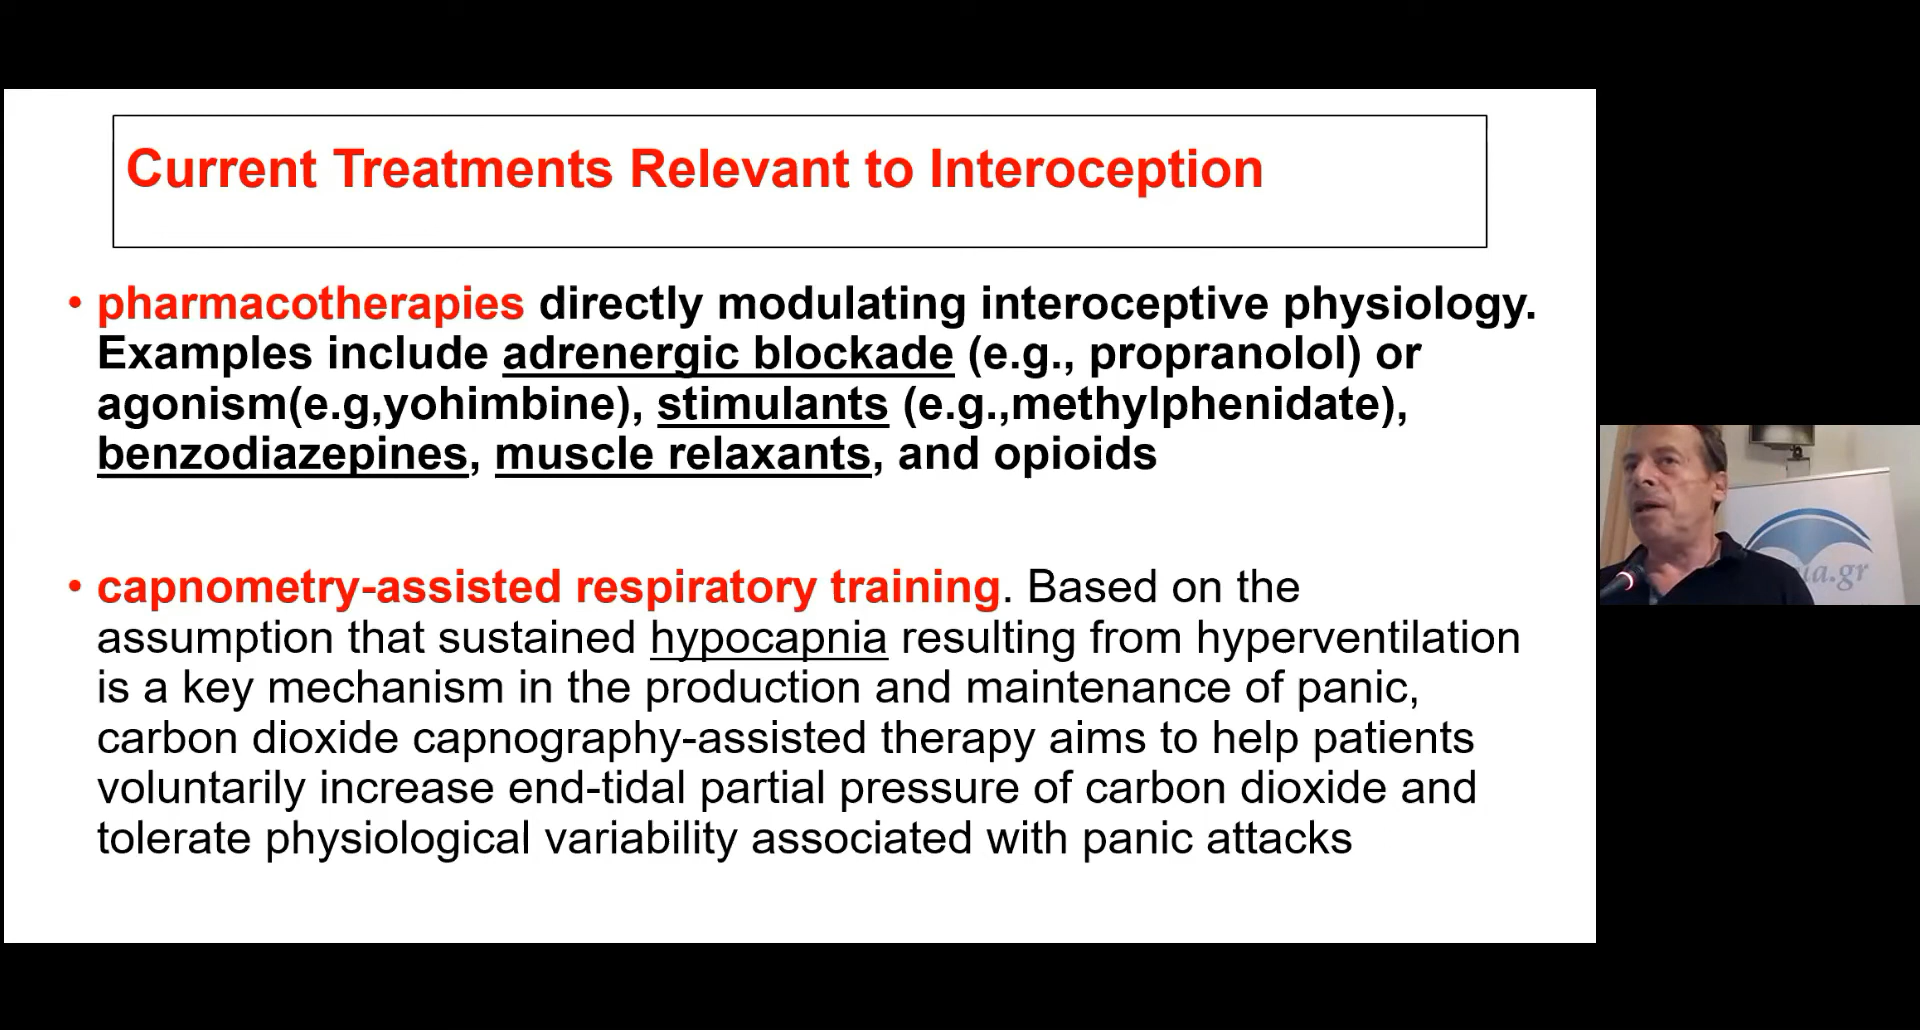 Current Treatments Relevant to Interoception
• pharmacotherapies directly modulating interoceptive physiology.
Examples include adrenergic blockade (e.g., propranolol) or
agonism(e.g,yohimbine), stimulants (e.g.,methylphenidate),
benzodiazepines, muscle relaxants, and opioids
• capnometry-assisted respiratory training. Based on the
assumption that sustained hypocapnia resulting from hyperventilation
is a key mechanism in the production and maintenance of panic,
carbon dioxide capnography-assisted therapy aims to help patients
voluntarily increase end-tidal partial pressure of carbon dioxide and
tolerate physiological variability associated with panic attacks